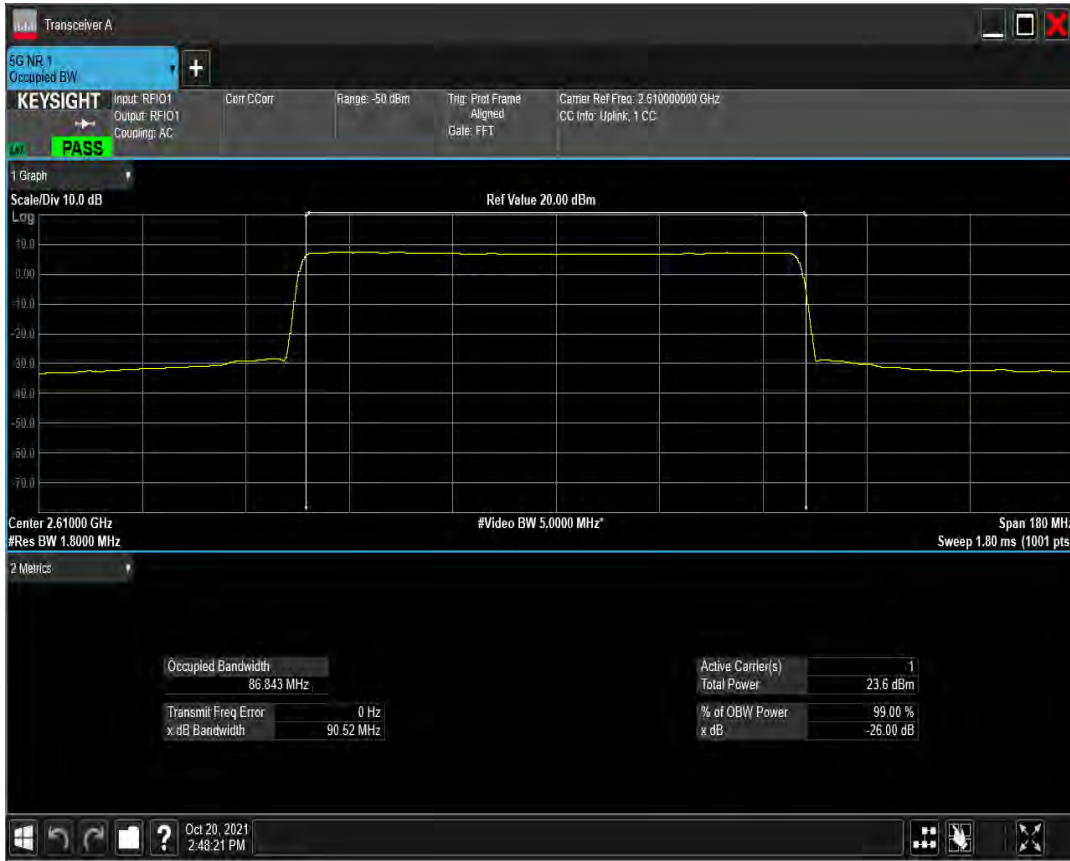 Transceiver A
5G NR 1
Occupied BW
+
KEYSIGHT
Input: RFIO1
Output: RFIO1
Coupling: AC
Corr CCorr
Range: -50 dBm
Trig: Prot Frame
Aligned
Gate: FFT
Carrier Ref Freq: 2.610000000 GHz
CC Info: Uplink, 1 CC
PASS
1 Graph
Scale/Div 10.0 dB
Ref Value 20.00 dBm
Log
10.0
0.00
-10.0
-20.0
-30.0
-40.0
-50.0
-60.0
-70.0
Center 2.61000 GHz
#Video BW 5.0000 MHz*
Span 180 MHz
#Res BW 1.8000 MHz
Sweep 1.80 ms (1001 pts
2 Metrics
Occupied Bandwidth
86.843 MHz
Active Carrier(s) 1
Total Power 23.6 dBm
Transmit Freq Error 0 Hz
% of OBW Power 99.00 %
x dB Bandwidth 90.52 MHz
x dB -26.00 dB
?
Oct 20, 2021
2:48:21 PM